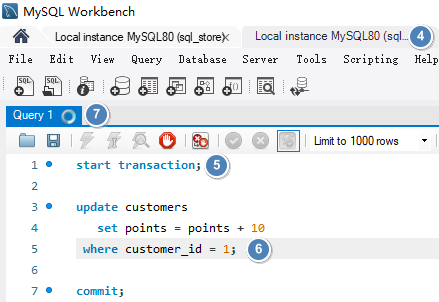 MySQL Workbench
Local instance MySQL80 (sql_store) × Local instance MySQL80 (sql... 4
File Edit View Query Database Server Tools Scripting Help
Query 1 7
Limit to 1000 rows
1 start transaction; 5
2
3 update customers
4 set points = points + 10
5 where customer_id = 1; 6
6
7 commit;